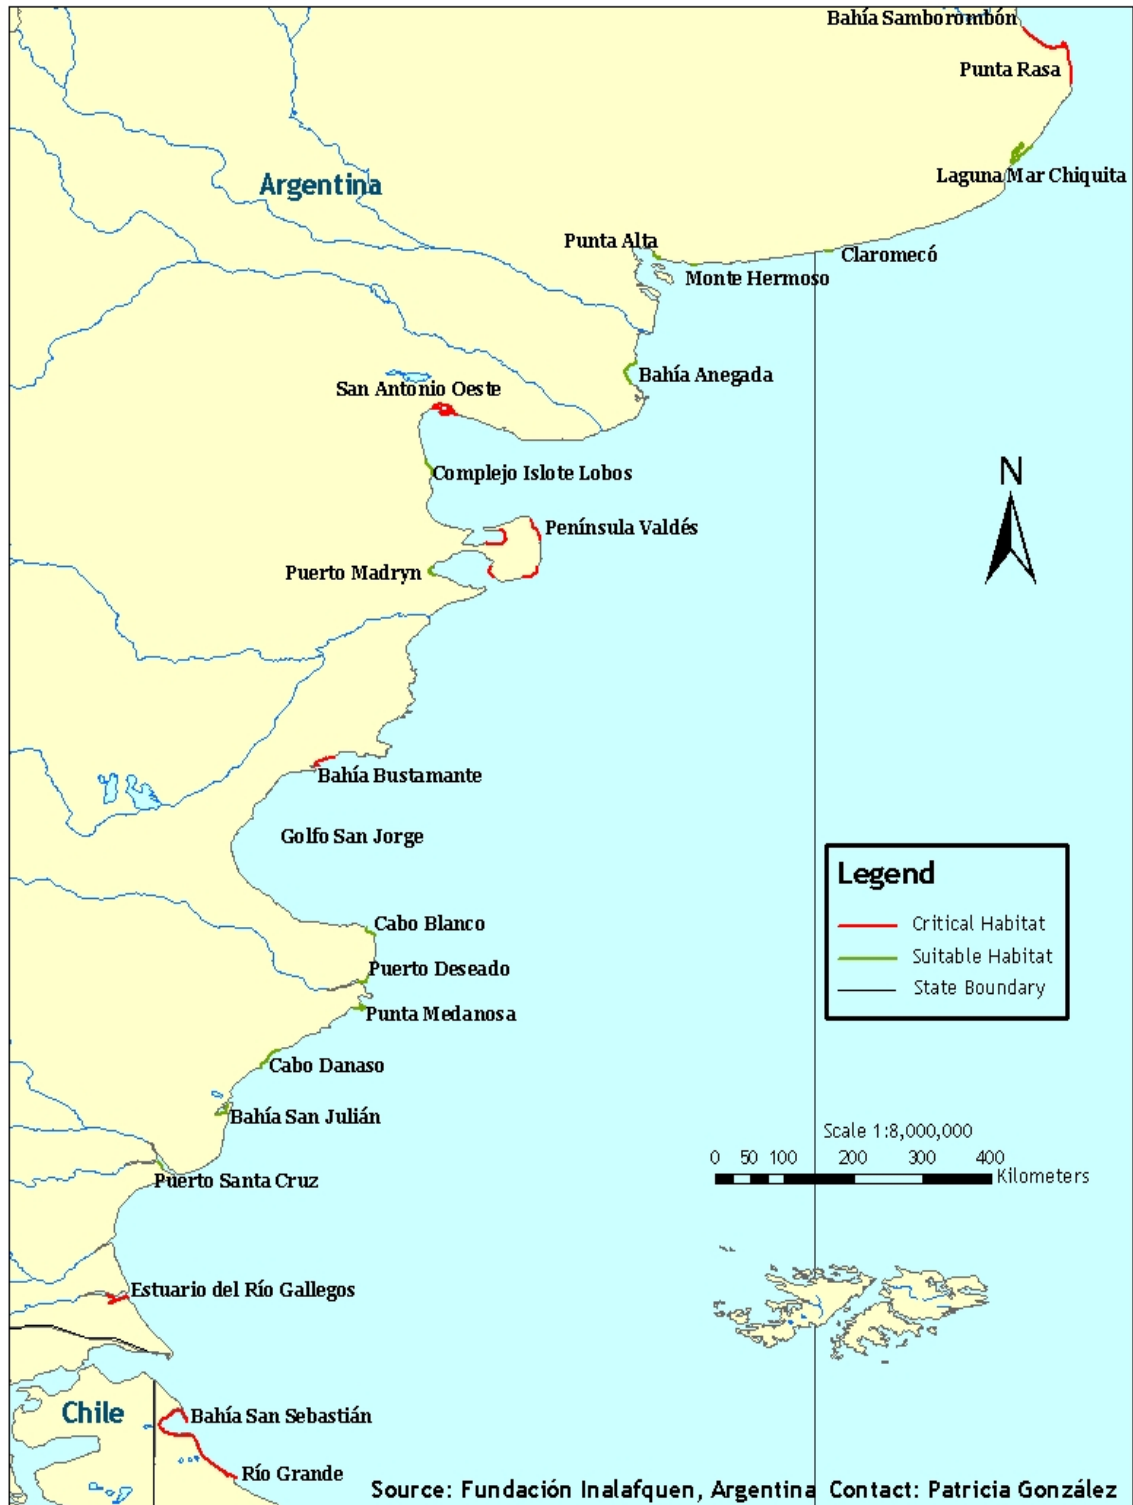 Bahía Samborombón
Punta Rasa
Laguna Mar Chiquita
Argentina
Punta Alta
Claromecó
Monte Hermoso
Bahía Anegada
San Antonio Oeste
Complejo Islote Lobos
N
Península Valdés
Puerto Madryn
Bahía Bustamante
Golfo San Jorge
Legend
Critical Habitat
Suitable Habitat
State Boundary
Cabo Blanco
Puerto Deseado
Punta Medanosa
Cabo Danaso
Bahía San Julián
Scale 1:8,000,000
0 50 100 200 300 400
Kilometers
Puerto Santa Cruz
Estuario del Río Gallegos
Chile
Bahía San Sebastián
Río Grande
Source: Fundación Inalafquen, Argentina Contact: Patricia González